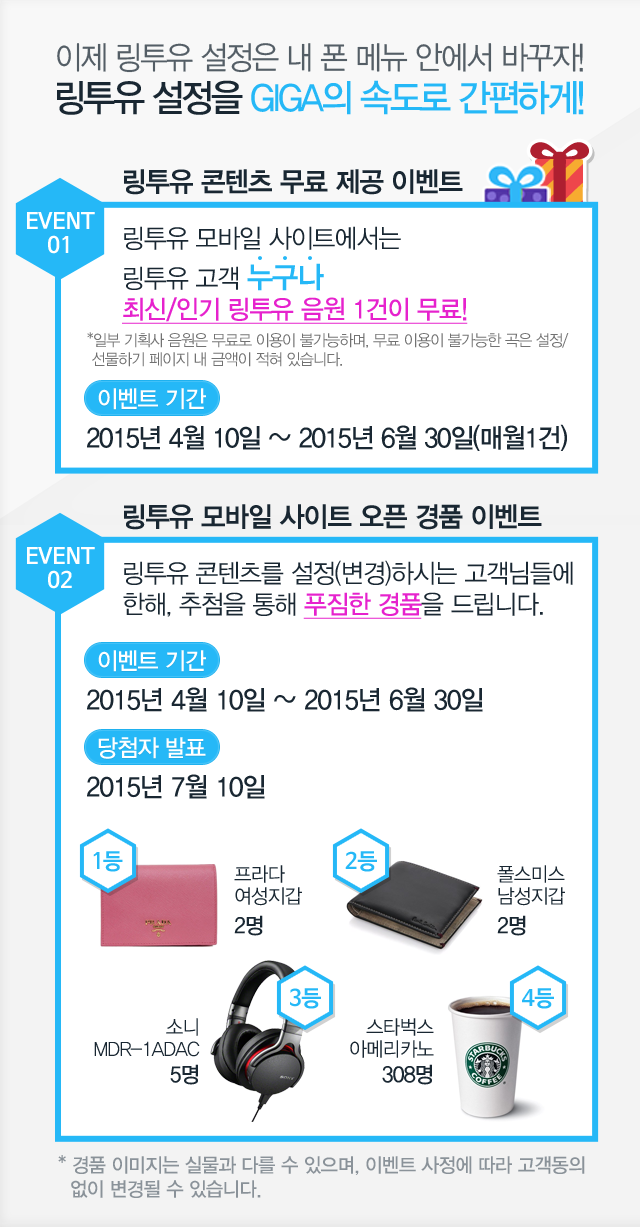 이제 링투유 설정은 내 폰 메뉴 안에서 바꾸자!
링투유 설정을 GIGA의 속도로 간편하게!
링투유 콘텐츠 무료 제공 이벤트
EVENT
01
링투유 모바일 사이트에서는
링투유 고객 누구나
최신/인기 링투유 음원 1건이 무료!
*일부 기획사 음원은 무료로 이용이 불가능하며, 무료 이용이 불가능한 곡은 설정/
선물하기 페이지 내 금액이 적혀 있습니다.
이벤트 기간
2015년 4월 10일 ~ 2015년 6월 30일(매월1건)
링투유 모바일 사이트 오픈 경품 이벤트
EVENT
02
링투유 콘텐츠를 설정(변경)하시는 고객님들에
한해, 추첨을 통해 푸짐한 경품을 드립니다.
이벤트 기간
2015년 4월 10일 ~ 2015년 6월 30일
당첨자 발표
2015년 7월 10일
1등
프라다
여성지갑
2명
2등
폴스미스
남성지갑
2명
3등
소니
MDR-1ADAC
5명
SONY
4등
스타벅스
아메리카노
308명
STARBUCKS
COFFEE
* 경품 이미지는 실물과 다를 수 있으며, 이벤트 사정에 따라 고객동의
없이 변경될 수 있습니다.